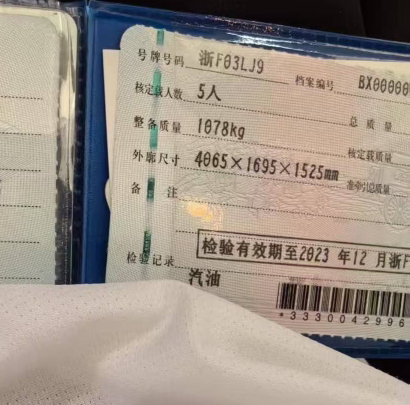 号牌号码 浙F03LJ9 档案编号 BX00000
核定载人数 5人 总质量
整备质量 1078kg 核定载质量
外廓尺寸 4065×1695×1525mm 准牵引总质量
备注
检验记录 检验有效期至2023年12月浙F
汽油
*3330042996